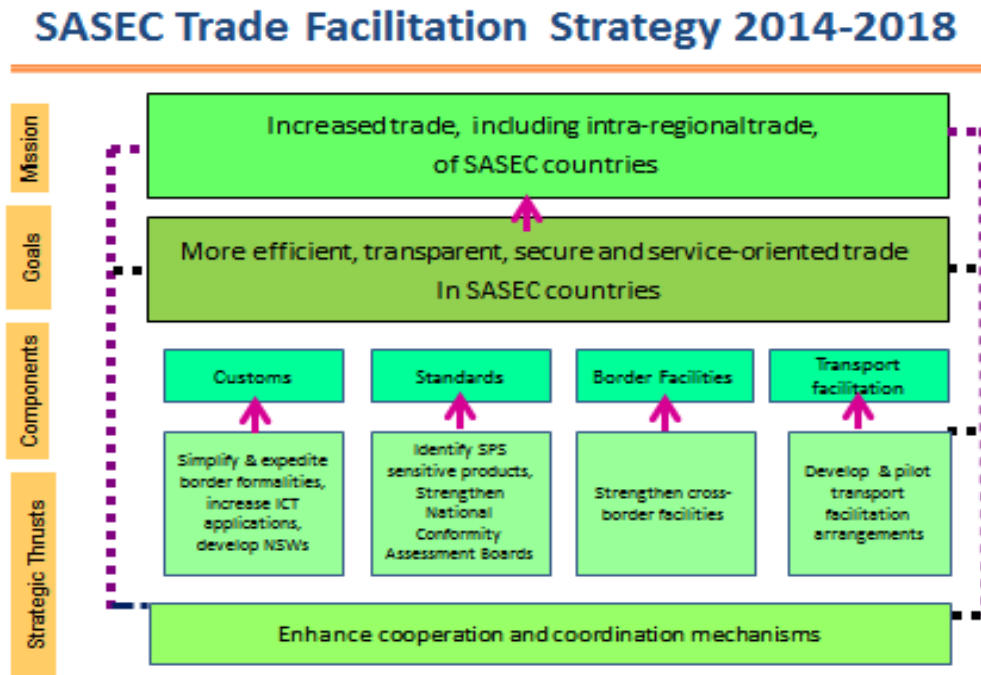 SASEC Trade Facilitation Strategy 2014-2018
Mission
Increased trade, including intra-regional trade,
of SASEC countries
Goals
More efficient, transparent, secure and service-oriented trade
In SASEC countries
Components
Customs
Standards
Border Facilities
Transport
facilitation
Strategic Thrusts
Simplify & expedite
border formalities,
increase ICT
applications,
develop NSWs
Identify SPS
sensitive products,
Strengthen
National
Conformity
Assessment Boards
Strengthen cross-
border facilities
Develop & pilot
transport
facilitation
arrangements
Enhance cooperation and coordination mechanisms